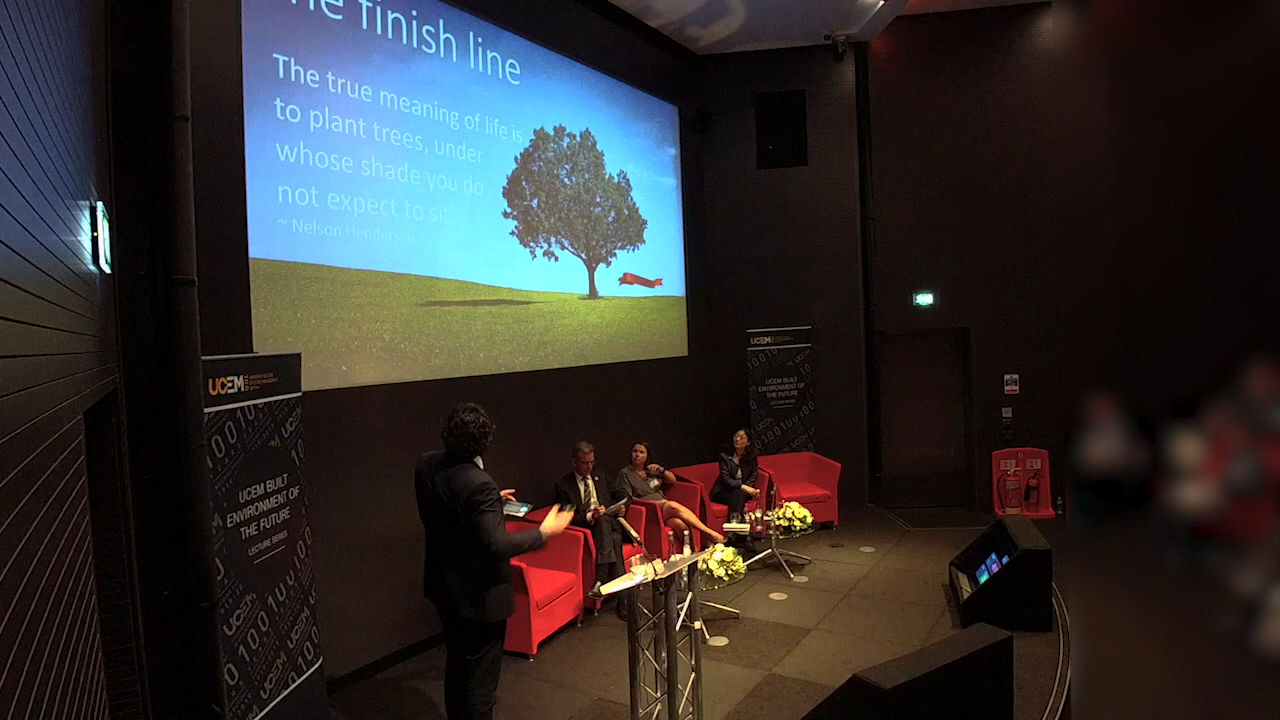 The finish line
The true meaning of life is
to plant trees, under
whose shade you do
not expect to sit.
~ Nelson Henderson
UCEM
UCEM BUILT
ENVIRONMENT OF
THE FUTURE
LECTURE SERIES
UCEM
UCEM BUILT
ENVIRONMENT OF
THE FUTURE
LECTURE SERIES